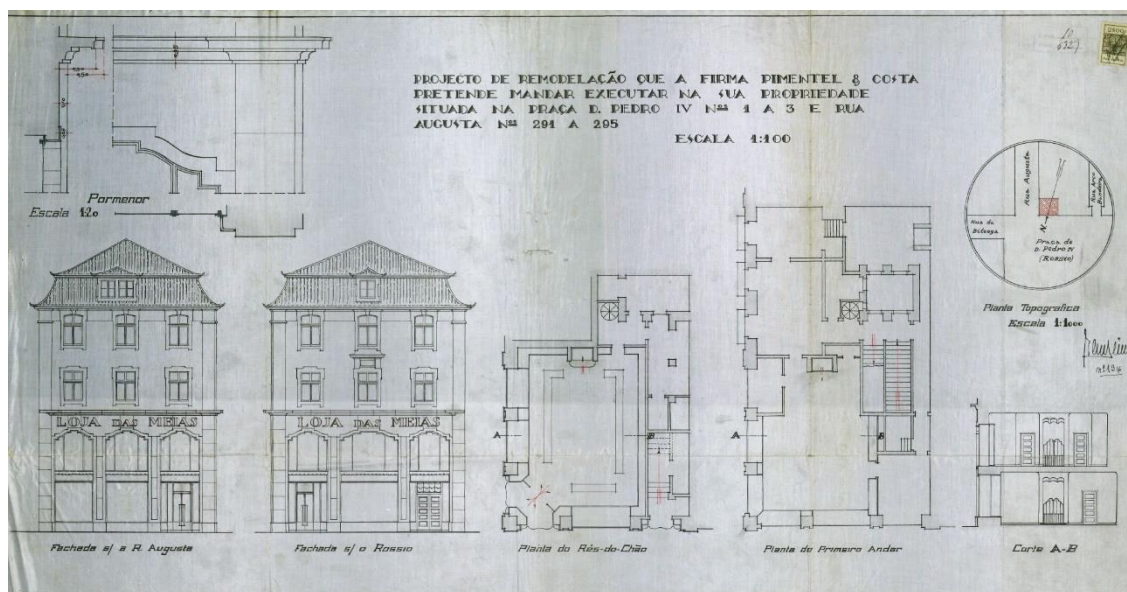 10
PROJECTO DE REMODELAÇÃO QUE A FIRMA PIMENTEL & COSTA
PRETENDE MANDAR EXECUTAR NA SUA PROPRIEDADE
SITUADA NA PRAÇA D. PEDRO IV Nos 1 A 3 E RUA
AUGUSTA Nos 291 A 295
ESCALA 1:100
Pormenor
Escala 1:20
Rua Augusta
Rua do
N
Praça de
D. Pedro IV
(Rossio)
Planta Topografica
Escala 1:1000
LOJA DAS MEIAS
LOJA DAS MEIAS
A
B
A
B
Fachada s/ a R. Augusta
Fachada s/ o Rossio
Planta do Rés-do-Chão
Planta do Primeiro Andar
Corte A-B